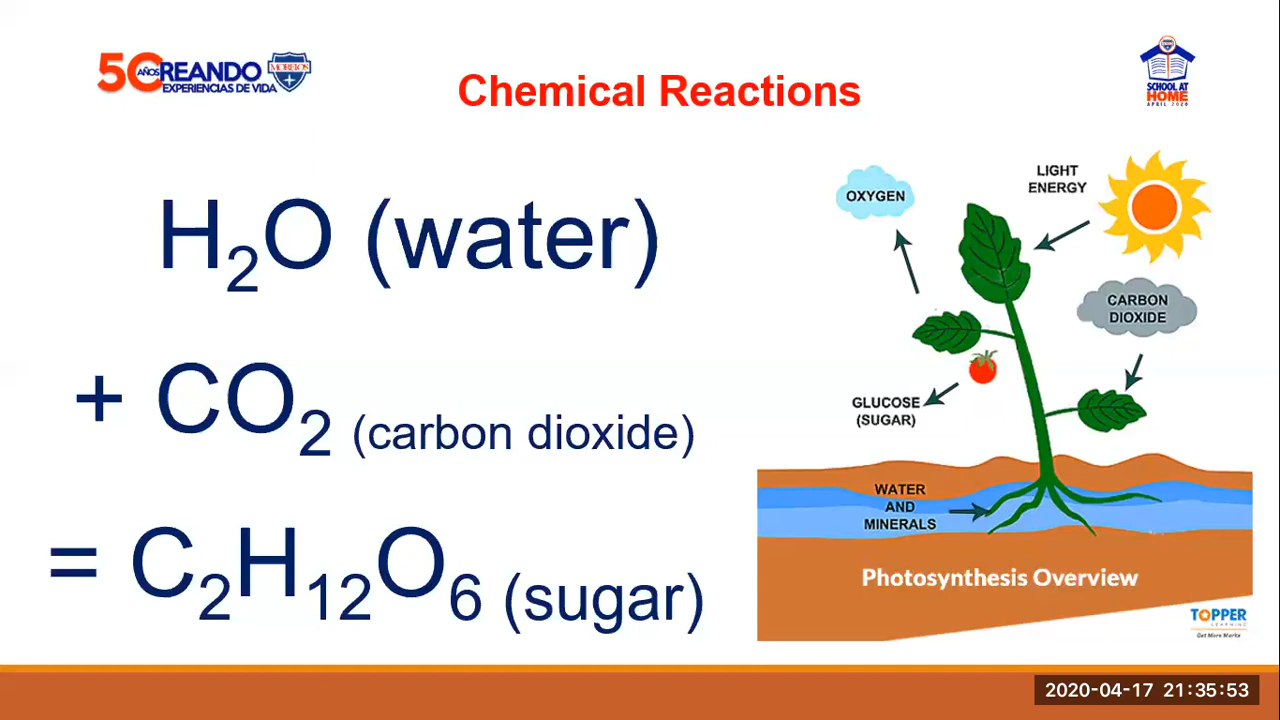 50 AÑOS CREANDO
EXPERIENCIAS DE VIDA
MORELOS
Chemical Reactions
SCHOOL AT
HOME
APRIL 2020
H₂O (water)
+ CO₂ (carbon dioxide)
= C₂H₁₂O₆ (sugar)
OXYGEN
LIGHT
ENERGY
CARBON
DIOXIDE
GLUCOSE
(SUGAR)
WATER
AND
MINERALS
Photosynthesis Overview
TOPPER
LEARNING
Get More Marks
2020-04-17 21:35:53